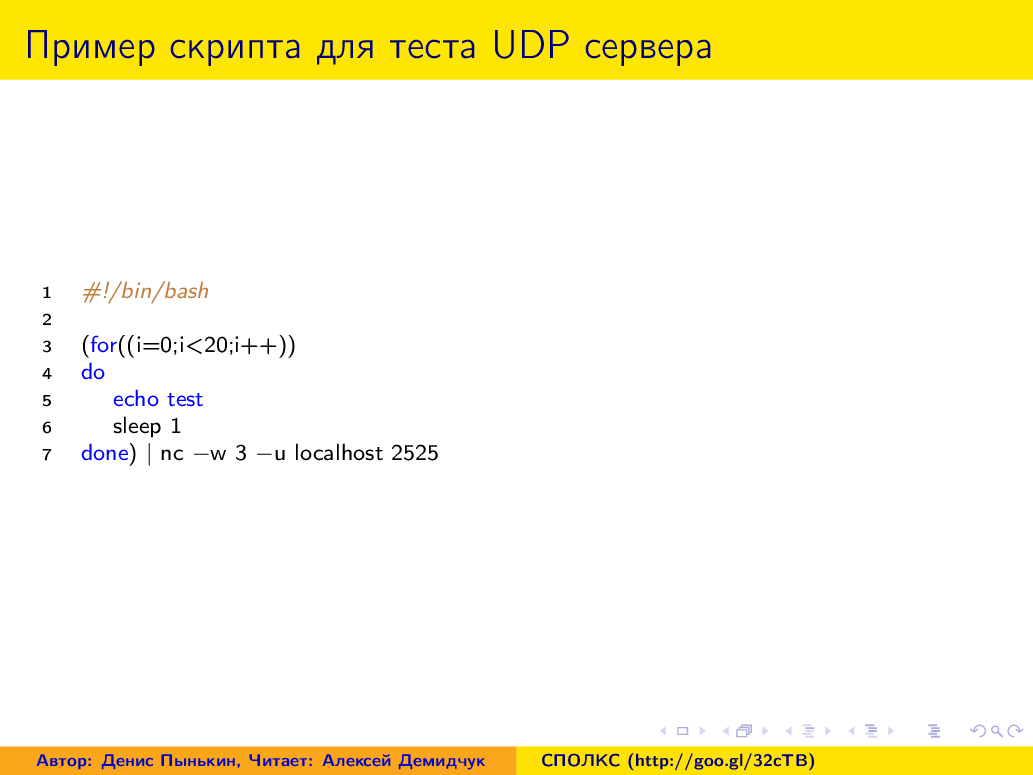 Пример скрипта для теста UDP сервера
1 #!/bin/bash
2
3 (for((i=0;i<20;i++))
4 do
5 echo test
6 sleep 1
7 done) | nc −w 3 −u localhost 2525
Автор: Денис Пынькин, Читает: Алексей Демидчук СПОЛКС (http://goo.gl/32cTB)